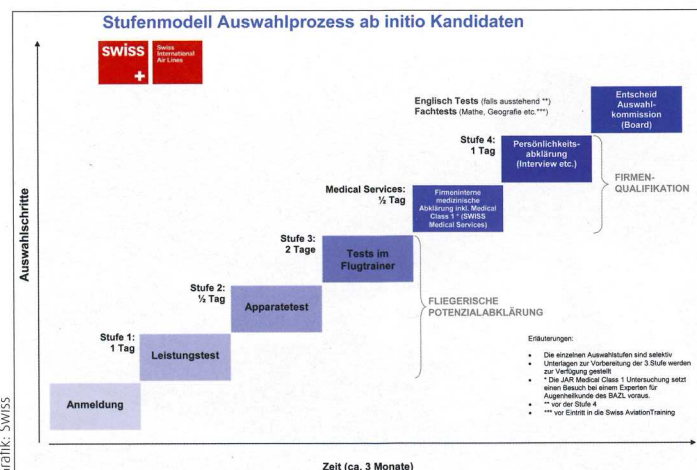 Stufenmodell Auswahlprozess ab initio Kandidaten
swiss
Swiss
International
Air Lines
Auswahlschritte
Englisch Tests (falls ausstehend **)
Fachtests (Mathe, Geografie etc.***)
Entscheid
Auswahl-
kommission
(Board)
Stufe 4:
1 Tag
Persönlichkeits-
abklärung
(Interview etc.)
FIRMEN-
QUALIFIKATION
Medical Services:
½ Tag
Firmeninterne
medizinische
Abklärung inkl. Medical
Class 1 * (SWISS
Medical Services)
Stufe 3:
2 Tage
Tests im
Flugtrainer
Stufe 2:
½ Tag
Apparatetest
FLIEGERISCHE
POTENZIALABKLÄRUNG
Stufe 1:
1 Tag
Leistungstest
Anmeldung
Erläuterungen:
• Die einzelnen Auswahlstufen sind selektiv
• Unterlagen zur Vorbereitung der 3.Stufe werden
zur Verfügung gestellt
• * Die JAR Medical Class 1 Untersuchung setzt
einen Besuch bei einem Experten für
Augenheilkunde des BAZL voraus.
• ** vor der Stufe 4
• *** vor Eintritt in die Swiss AviationTraining
Zeit (ca. 3 Monate)
Grafik: SWISS